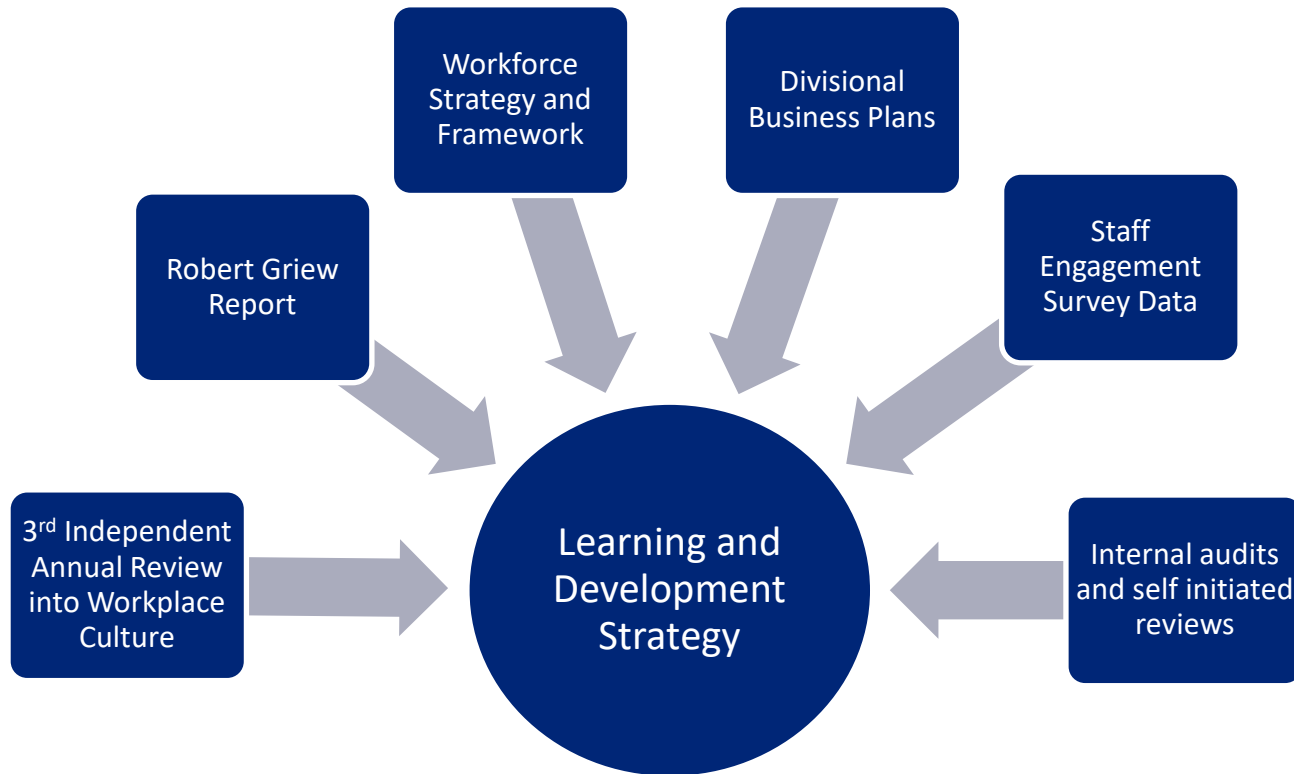 Workforce
Strategy and
Framework
Divisional
Business Plans
Robert Griew
Report
Staff
Engagement
Survey Data
3rd Independent
Annual Review
into Workplace
Culture
Learning and
Development
Strategy
Internal audits
and self initiated
reviews